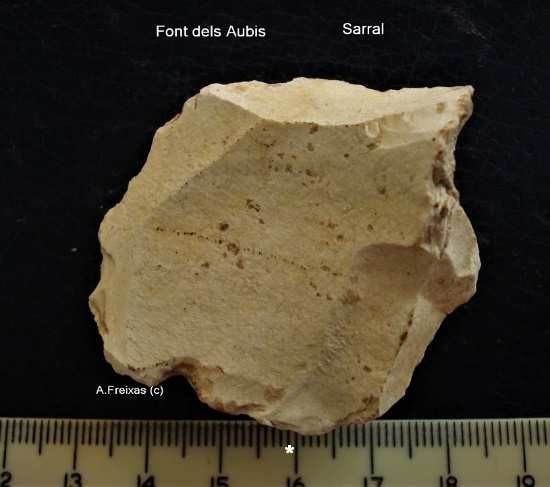 Font dels Aubis
Sarral
A.Freixas (c)
*
2 13 14 15 16 17 18 19